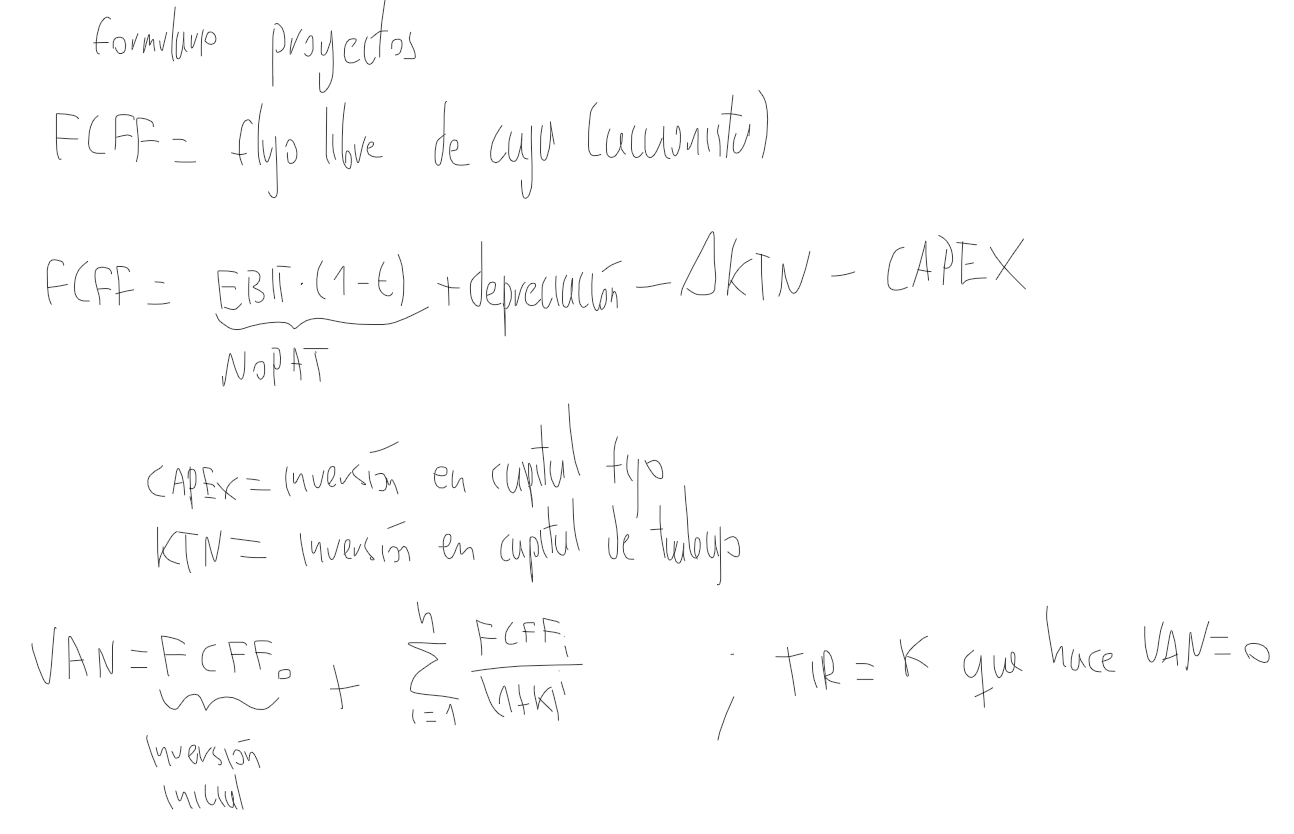 formulario proyectos
FCFF = flujo libre de caja (accionista)
FCFF = EBIT·(1-t) + depreciación - ΔKTN - CAPEX
NOPAT
CAPEX = inversión en capital fijo
KTN = inversión en capital de trabajo
VAN = FCFF₀ + ∑ⁿᵢ₌₁ FCFFᵢ/(1+K)ⁱ ; TIR = K que hace VAN = 0
inversión
inicial